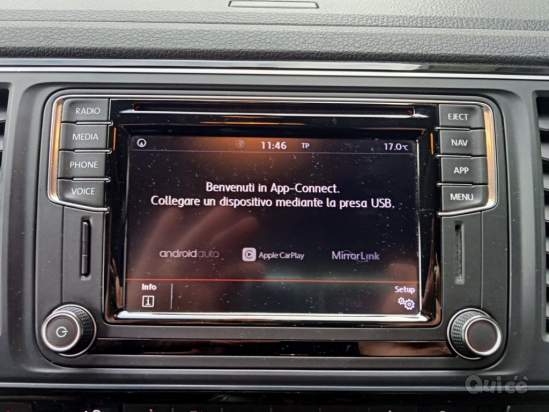 RADIO
MEDIA
PHONE
VOICE
EJECT
NAV
APP
MENU
11:46 TP 17.0°C
Benvenuti in App-Connect.
Collegare un dispositivo mediante la presa USB.
androidauto Apple CarPlay MirrorLink
Info Setup
Quic'è